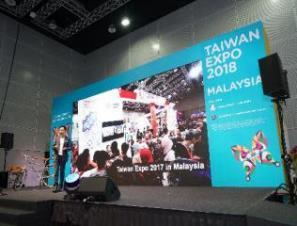 TAIWAN
EXPO
2018
MALAYSIA
Taiwan Expo 2017 in Malaysia